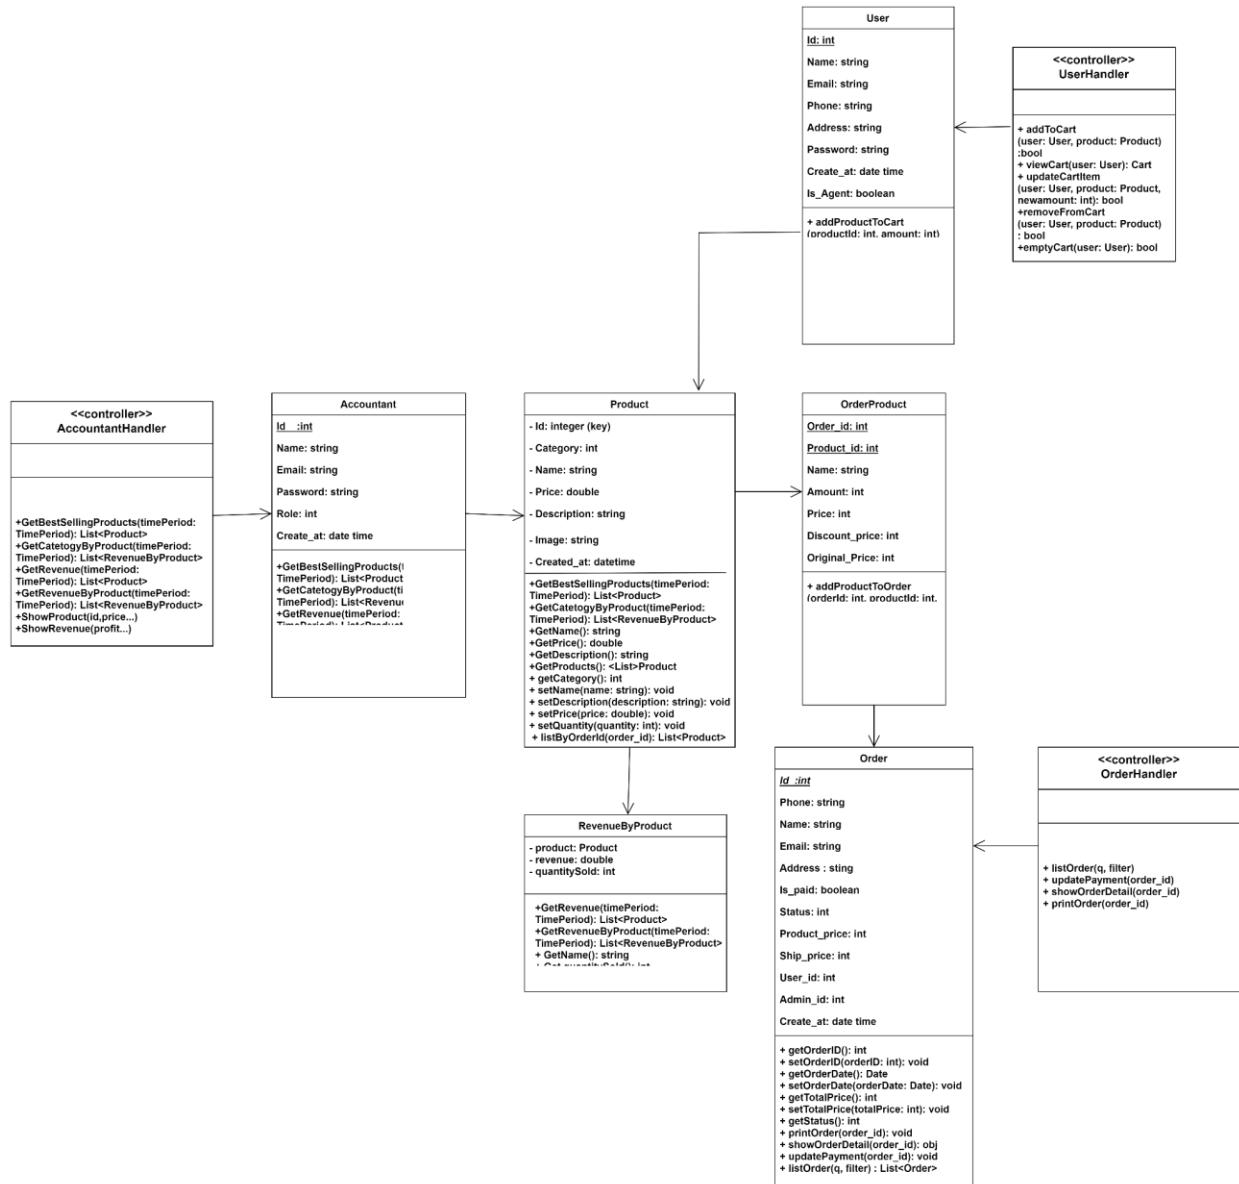 User
Id: int
Name: string
Email: string
Phone: string
Address: string
Password: string
Create_at: date time
Is_Agent: boolean
+ addProductToCart
(productId: int, amount: int)
<<controller>>
UserHandler
+ addToCart
(user: User, product: Product)
:bool
+ viewCart(user: User): Cart
+ updateCartItem
(user: User, product: Product,
newamount: int): bool
+removeFromCart
(user: User, product: Product)
: bool
+emptyCart(user: User): bool
<<controller>>
AccountantHandler
+GetBestSellingProducts(timePeriod:
TimePeriod): List<Product>
+GetCatetogyByProduct(timePeriod:
TimePeriod): List<RevenueByProduct>
+GetRevenue(timePeriod:
TimePeriod): List<Product>
+GetRevenueByProduct(timePeriod:
TimePeriod): List<RevenueByProduct>
+ShowProduct(id,price...)
+ShowRevenue(profit...)
Accountant
Id :int
Name: string
Email: string
Password: string
Role: int
Create_at: date time
+GetBestSellingProducts(t
TimePeriod): List<Product
+GetCatetogyByProduct(ti
TimePeriod): List<Revenue
+GetRevenue(timePeriod:
TimePeriod): List<Product
Product
- Id: integer (key)
- Category: int
- Name: string
- Price: double
- Description: string
- Image: string
- Created_at: datetime
+GetBestSellingProducts(timePeriod:
TimePeriod): List<Product>
+GetCatetogyByProduct(timePeriod:
TimePeriod): List<RevenueByProduct>
+GetName(): string
+GetPrice(): double
+GetDescription(): string
+GetProducts(): <List>Product
+ getCategory(): int
+ setName(name: string): void
+ setDescription(description: string): void
+ setPrice(price: double): void
+ setQuantity(quantity: int): void
+ listByOrderId(order_id): List<Product>
OrderProduct
Order_id: int
Product_id: int
Name: string
Amount: int
Price: int
Discount_price: int
Original_Price: int
+ addProductToOrder
(orderId: int, productId: int,
RevenueByProduct
- product: Product
- revenue: double
- quantitySold: int
+GetRevenue(timePeriod:
TimePeriod): List<Product>
+GetRevenueByProduct(timePeriod:
TimePeriod): List<RevenueByProduct>
+ GetName(): string
+ Get quantitySold(): int
Order
Id :int
Phone: string
Name: string
Email: string
Address : sting
Is_paid: boolean
Status: int
Product_price: int
Ship_price: int
User_id: int
Admin_id: int
Create_at: date time
+ getOrderID(): int
+ setOrderID(orderID: int): void
+ getOrderDate(): Date
+ setOrderDate(orderDate: Date): void
+ getTotalPrice(): int
+ setTotalPrice(totalPrice: int): void
+ getStatus(): int
+ printOrder(order_id): void
+ showOrderDetail(order_id): obj
+ updatePayment(order_id): void
+ listOrder(q, filter) : List<Order>
<<controller>>
OrderHandler
+ listOrder(q, filter)
+ updatePayment(order_id)
+ showOrderDetail(order_id)
+ printOrder(order_id)